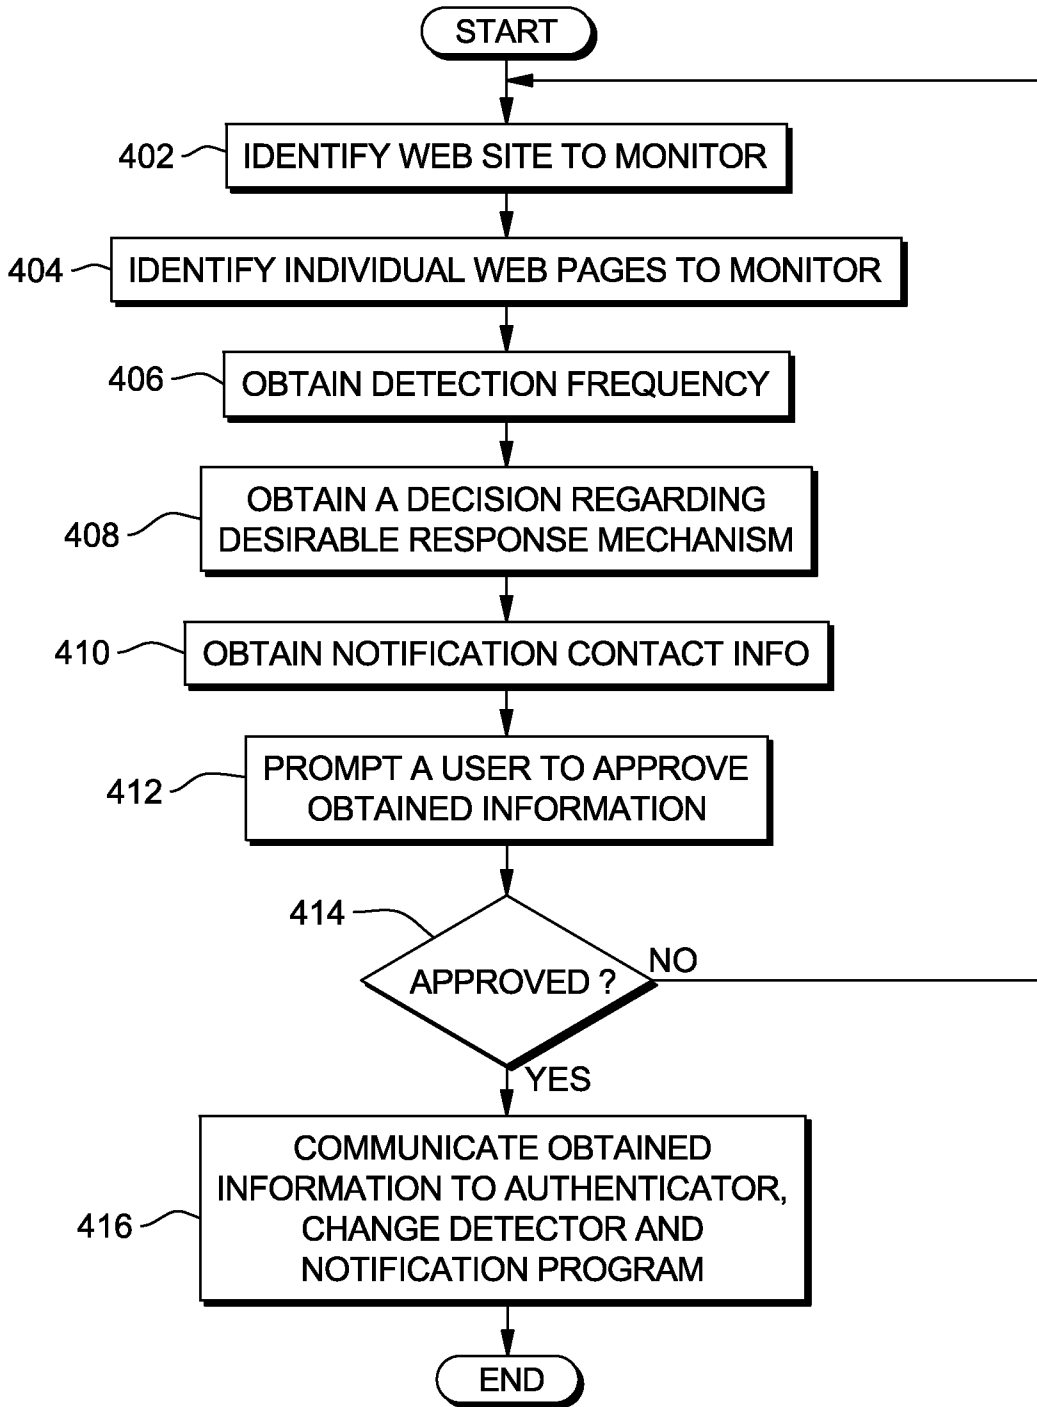 START
402
IDENTIFY WEB SITE TO MONITOR
404
IDENTIFY INDIVIDUAL WEB PAGES TO MONITOR
406
OBTAIN DETECTION FREQUENCY
408
OBTAIN A DECISION REGARDING
DESIRABLE RESPONSE MECHANISM
410
OBTAIN NOTIFICATION CONTACT INFO
412
PROMPT A USER TO APPROVE
OBTAINED INFORMATION
414
APPROVED ?
NO
YES
416
COMMUNICATE OBTAINED
INFORMATION TO AUTHENTICATOR,
CHANGE DETECTOR AND
NOTIFICATION PROGRAM
END